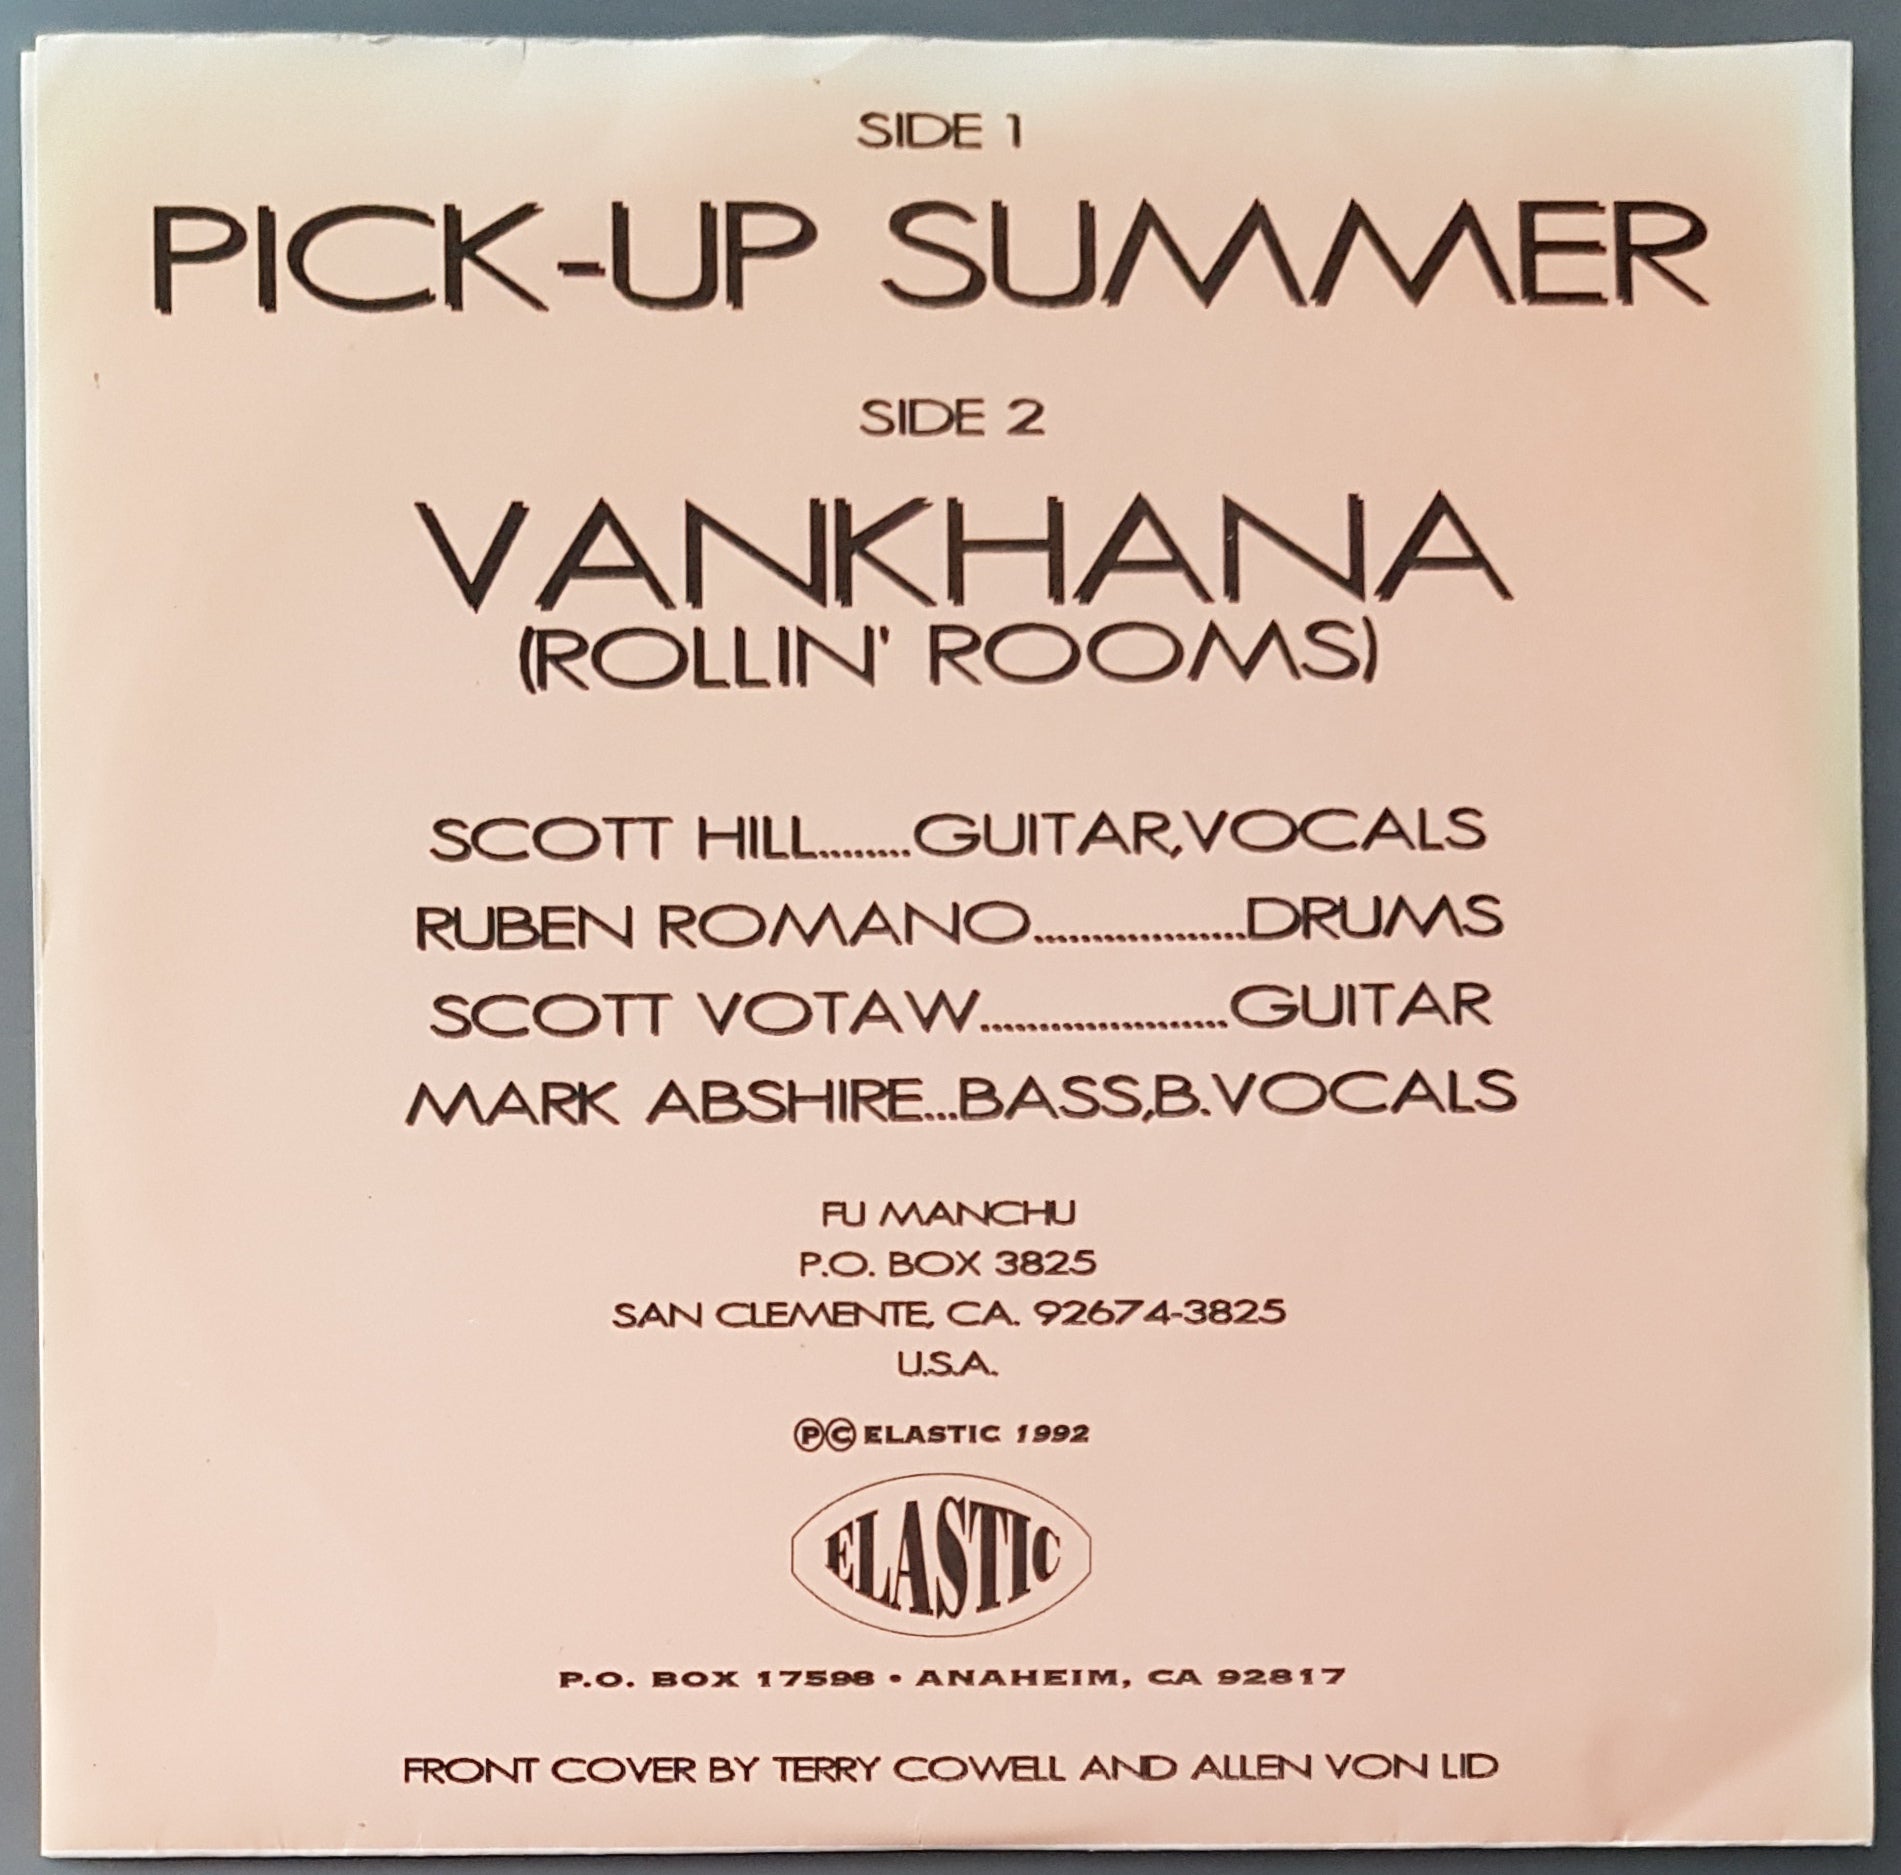 SIDE 1
PICK-UP SUMMER
SIDE 2
VANKHANA
(ROLLIN' ROOMS)
SCOTT HILL........GUITAR,VOCALS
RUBEN ROMANO..................DRUMS
SCOTT VOTAW.....................GUITAR
MARK ABSHIRE...BASS,B.VOCALS
FU MANCHU
P.O. BOX 3825
SAN CLEMENTE, CA. 92674-3825
U.S.A.
ⓅⒸ ELASTIC 1992
ELASTIC
P.O. BOX 17598 • ANAHEIM, CA 92817
FRONT COVER BY TERRY COWELL AND ALLEN VON LID